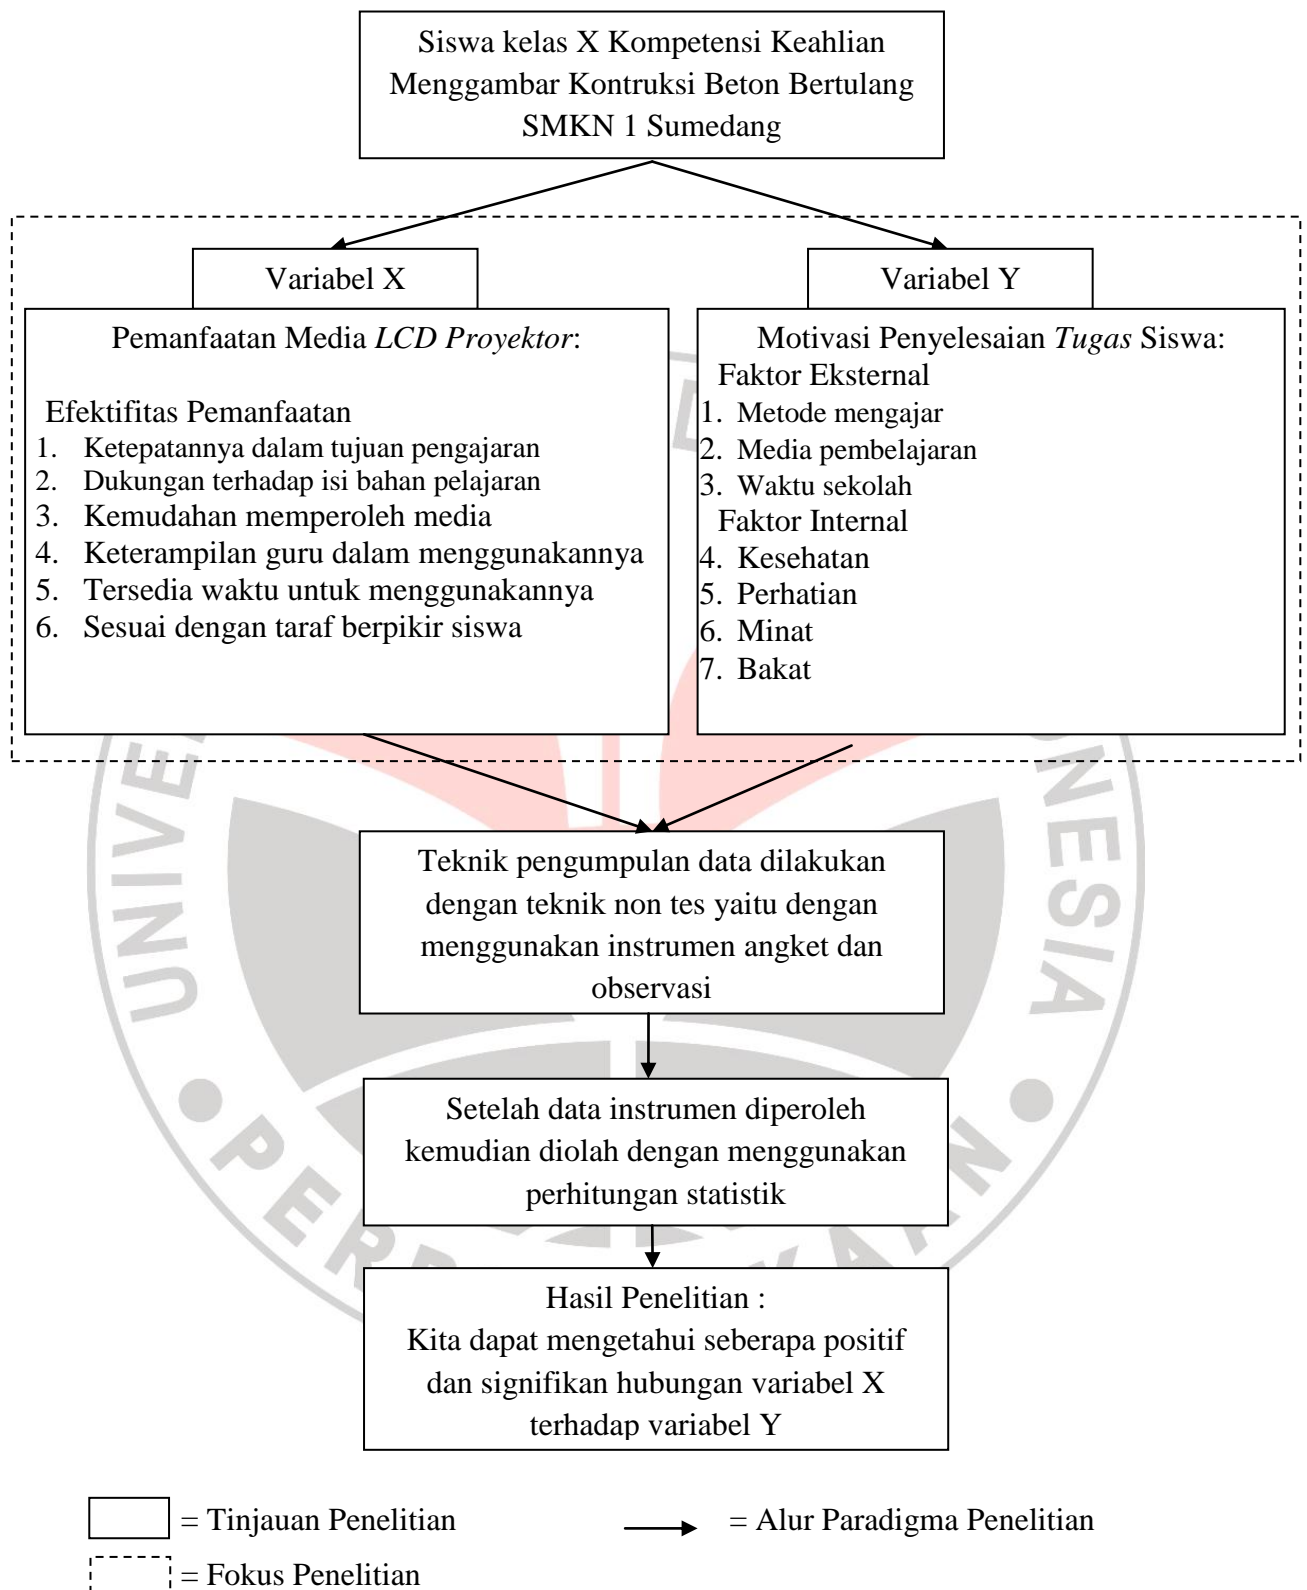 Siswa kelas X Kompetensi Keahlian
Menggambar Kontruksi Beton Bertulang
SMKN 1 Sumedang
Variabel X
Pemanfaatan Media LCD Proyektor:
Efektifitas Pemanfaatan
1. Ketepatannya dalam tujuan pengajaran
2. Dukungan terhadap isi bahan pelajaran
3. Kemudahan memperoleh media
4. Keterampilan guru dalam menggunakannya
5. Tersedia waktu untuk menggunakannya
6. Sesuai dengan taraf berpikir siswa
Variabel Y
Motivasi Penyelesaian Tugas Siswa:
Faktor Eksternal
1. Metode mengajar
2. Media pembelajaran
3. Waktu sekolah
Faktor Internal
4. Kesehatan
5. Perhatian
6. Minat
7. Bakat
Teknik pengumpulan data dilakukan
dengan teknik non tes yaitu dengan
menggunakan instrumen angket dan
observasi
Setelah data instrumen diperoleh
kemudian diolah dengan menggunakan
perhitungan statistik
Hasil Penelitian :
Kita dapat mengetahui seberapa positif
dan signifikan hubungan variabel X
terhadap variabel Y
= Tinjauan Penelitian
= Alur Paradigma Penelitian
= Fokus Penelitian